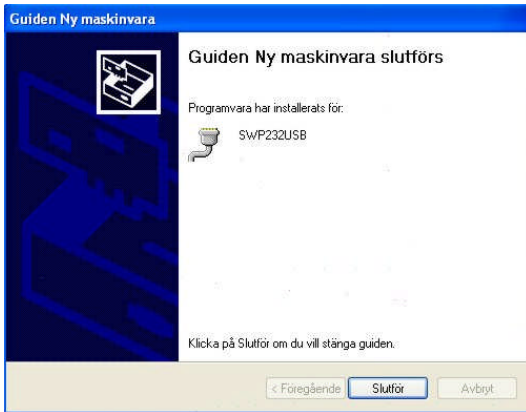 Guiden Ny maskinvara
Guiden Ny maskinvara slutförs
Programvara har installerats för:
SWP232USB
Klicka på Slutför om du vill stänga guiden.
< Föregående
Slutför
Avbryt